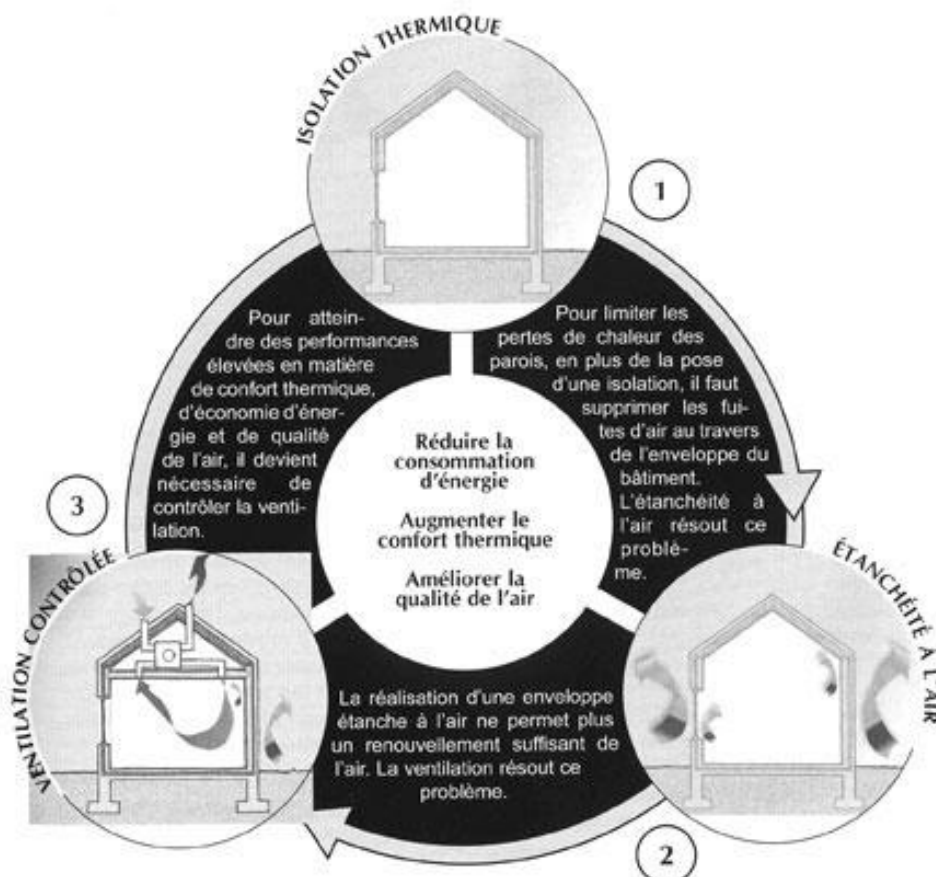 ISOLATION THERMIQUE
1
Pour limiter les
pertes de chaleur des
parois, en plus de la pose
d'une isolation, il faut
supprimer les fui-
tes d'air au travers
de l'enveloppe du
bâtiment.
L'étanchéité à
l'air résout ce
problè-
me.
ÉTANCHÉITÉ À L'AIR
2
La réalisation d'une enveloppe
étanche à l'air ne permet plus
un renouvellement suffisant de
l'air. La ventilation résout ce
problème.
VENTILATION CONTRÔLÉE
3
Pour attein-
dre des performances
élevées en matière
de confort thermique,
d'économie d'éner-
gie et de qualité
de l'air, il devient
nécessaire de
contrôler la venti-
lation.
Réduire la
consommation
d'énergie
Augmenter le
confort thermique
Améliorer la
qualité de l'air